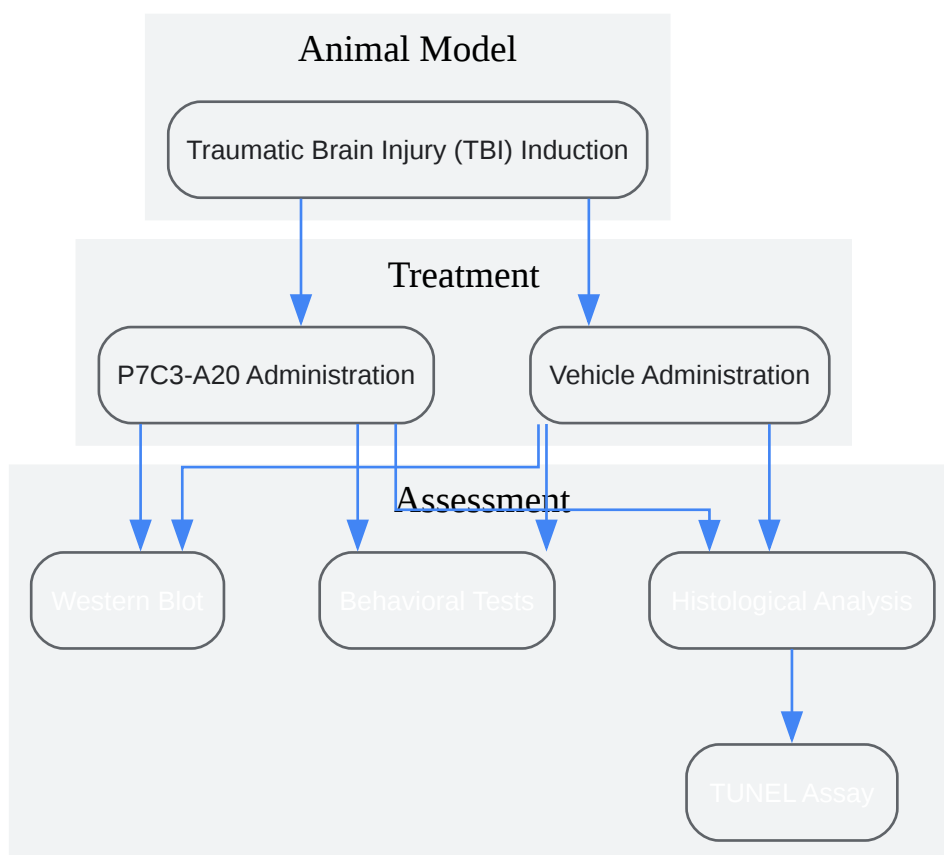 Animal Model
Traumatic Brain Injury (TBI) Induction
Treatment
P7C3-A20 Administration
Vehicle Administration
Assessment
Western Blot
Behavioral Tests
Histological Analysis
TUNEL Assay